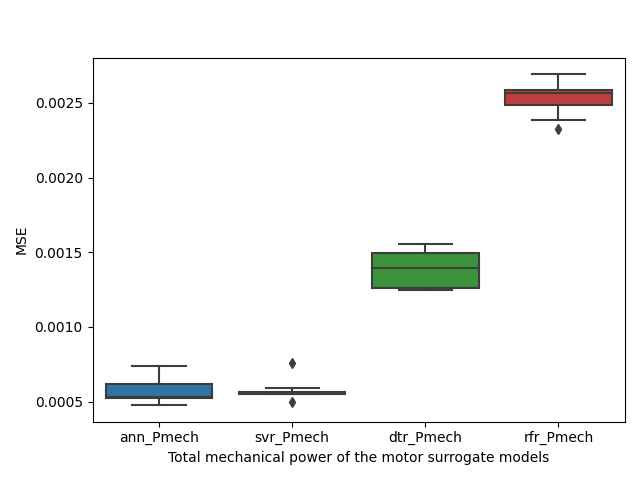 0.0025
0.0020
0.0015
0.0010
0.0005
MSE
ann_Pmech svr_Pmech dtr_Pmech rfr_Pmech
Total mechanical power of the motor surrogate models